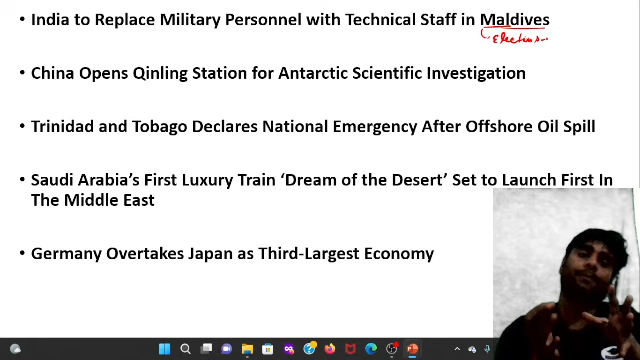 • India to Replace Military Personnel with Technical Staff in Maldives
Elections
• China Opens Qinling Station for Antarctic Scientific Investigation
• Trinidad and Tobago Declares National Emergency After Offshore Oil Spill
• Saudi Arabia's First Luxury Train ‘Dream of the Desert’ Set to Launch First In
The Middle East
• Germany Overtakes Japan as Third-Largest Economy